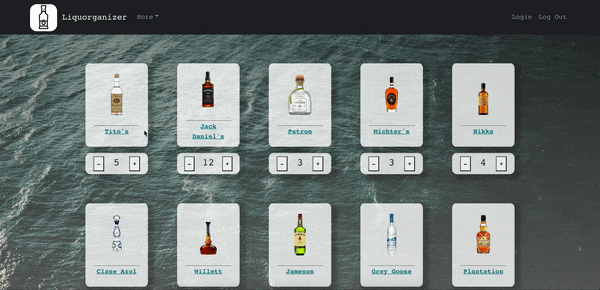 Liquorganizer More Login Log Out
Tito's Jack Daniel's Patron Michter's Nikka
- 5 + - 12 + - 3 + - 3 + - 4 +
Clase Azul Willett Jameson Grey Goose Plantation